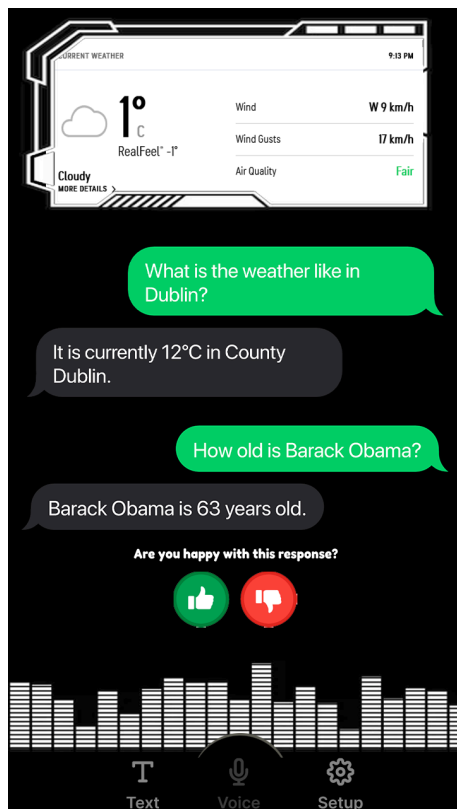 CURRENT WEATHER
9:13 PM
1°
C
RealFeel® -1°
Cloudy
MORE DETAILS >
Wind W 9 km/h
Wind Gusts 17 km/h
Air Quality Fair
What is the weather like in
Dublin?
It is currently 12°C in County
Dublin.
How old is Barack Obama?
Barack Obama is 63 years old.
Are you happy with this response?
Text
Voice
Setup